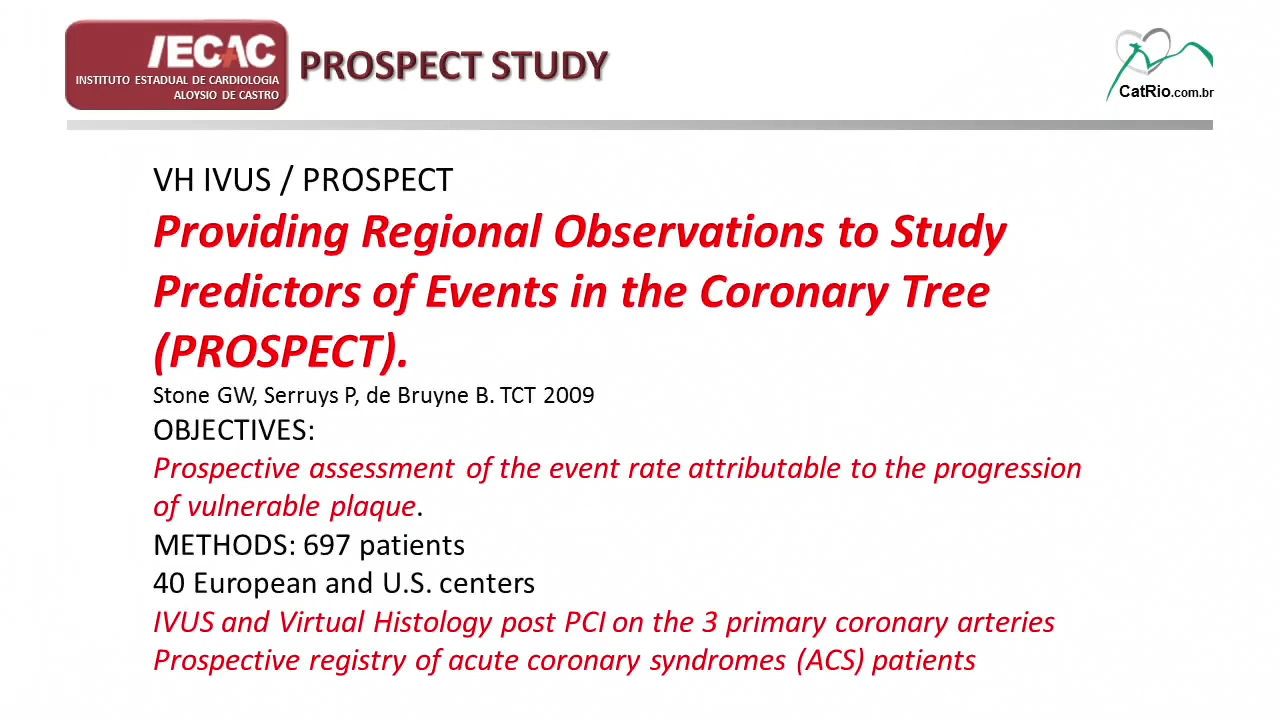 IECAC
INSTITUTO ESTADUAL DE CARDIOLOGIA
ALOYSIO DE CASTRO
PROSPECT STUDY
CatRio.com.br
VH IVUS / PROSPECT
Providing Regional Observations to Study
Predictors of Events in the Coronary Tree
(PROSPECT).
Stone GW, Serruys P, de Bruyne B. TCT 2009
OBJECTIVES:
Prospective assessment of the event rate attributable to the progression
of vulnerable plaque.
METHODS: 697 patients
40 European and U.S. centers
IVUS and Virtual Histology post PCI on the 3 primary coronary arteries
Prospective registry of acute coronary syndromes (ACS) patients